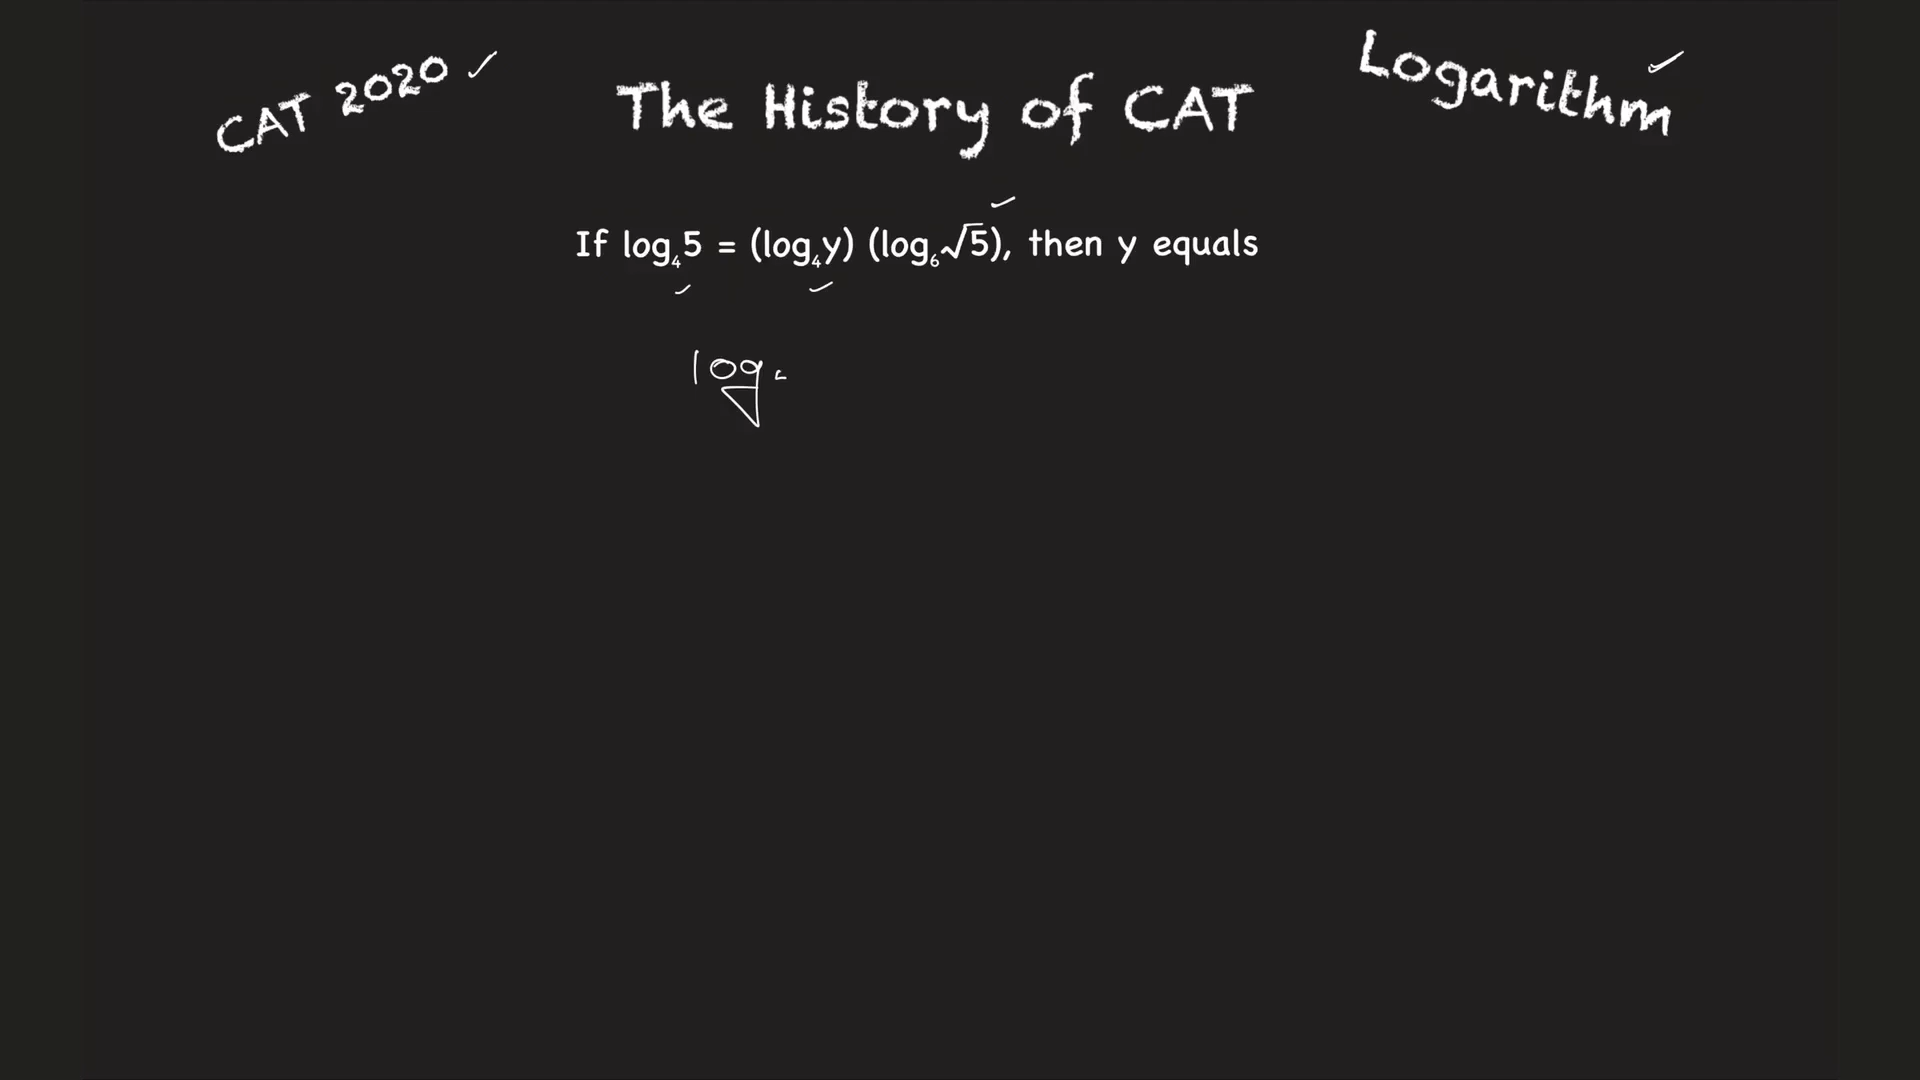 CAT 2020 ✓ The History of CAT Logarithm ✓
If log₄5 = (log₄y) (log₆√5), then y equals
log